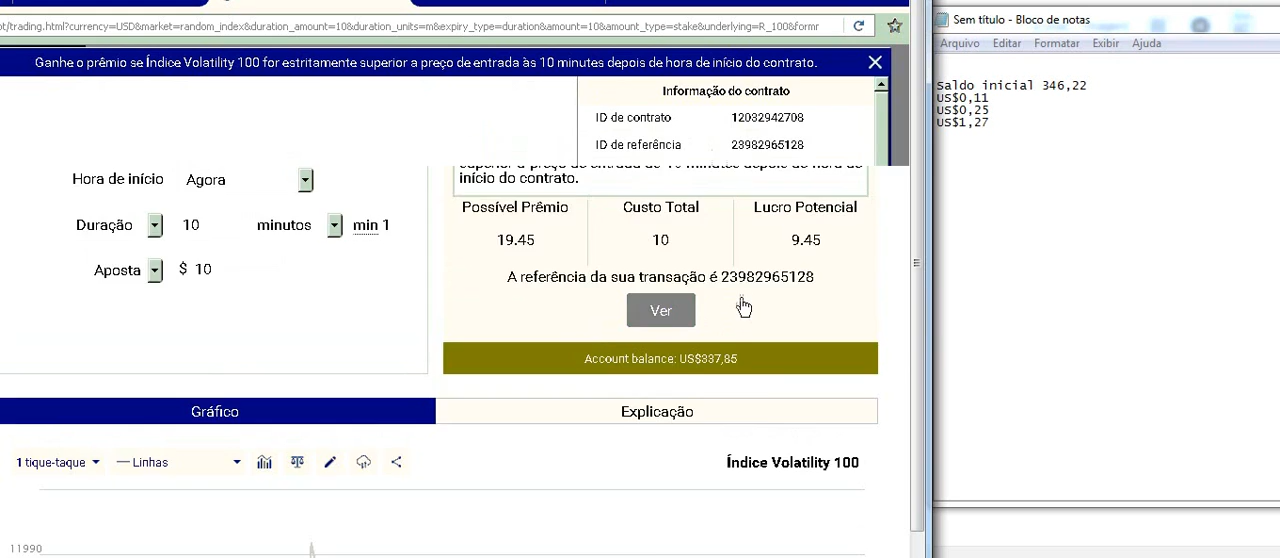 ot/trading.html?currency=USD&market=random_index&duration_amount=10&duration_units=m&expiry_type=duration&amount=10&amount_type=stake&underlying=R_100&formr
Ganhe o prêmio se Índice Volatility 100 for estritamente superior a preço de entrada às 10 minutos depois de hora de início do contrato.
Informação do contrato
ID de contrato 12032942708
ID de referência 23982965128
início do contrato.
Hora de início Agora
Duração 10 minutos min 1
Aposta $ 10
Possível Prêmio Custo Total Lucro Potencial
19.45 10 9.45
A referência da sua transação é 23982965128
Ver
Account balance: US$337,85
Gráfico Explicação
1 tique-taque Linhas
Índice Volatility 100
11990
Sem título - Bloco de notas
Arquivo Editar Formatar Exibir Ajuda
Saldo inicial 346,22
US$0,11
US$0,25
US$1,27